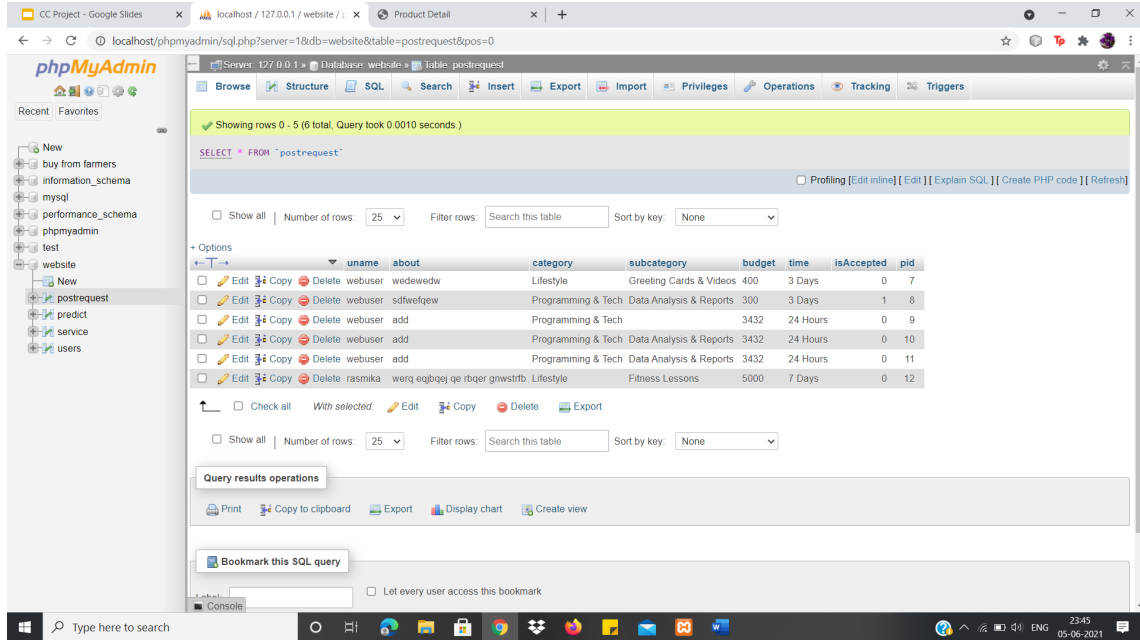 CC Project - Google Slides
localhost / 127.0.0.1 / website / p
Product Detail
localhost/phpmyadmin/sql.php?server=1&db=website&table=postrequest&pos=0
Tp
phpMyAdmin
Recent Favorites
New
buy from farmers
information_schema
mysql
performance_schema
phpmyadmin
test
website
New
postrequest
predict
service
users
Server: 127.0.0.1 » Database: website » Table: postrequest
Browse Structure SQL Search Insert Export Import Privileges Operations Tracking Triggers
Showing rows 0 - 5 (6 total, Query took 0.0010 seconds.)
SELECT * FROM `postrequest`
Profiling [Edit inline] [ Edit ] [ Explain SQL ] [ Create PHP code ] [ Refresh]
Show all | Number of rows: 25 Filter rows: Search this table Sort by key: None
+ Options
←T→ uname about category subcategory budget time isAccepted pid
Edit Copy Delete webuser wedewedw Lifestyle Greeting Cards & Videos 400 3 Days 0 7
Edit Copy Delete webuser sdfwefqew Programming & Tech Data Analysis & Reports 300 3 Days 1 8
Edit Copy Delete webuser add Programming & Tech 3432 24 Hours 0 9
Edit Copy Delete webuser add Programming & Tech Data Analysis & Reports 3432 24 Hours 0 10
Edit Copy Delete webuser add Programming & Tech Data Analysis & Reports 3432 24 Hours 0 11
Edit Copy Delete rasmika werq eqjbqej qe rbqer gnwstrfb Lifestyle Fitness Lessons 5000 7 Days 0 12
Check all With selected: Edit Copy Delete Export
Show all | Number of rows: 25 Filter rows: Search this table Sort by key: None
Query results operations
Print Copy to clipboard Export Display chart Create view
Bookmark this SQL query
Label: Let every user access this bookmark
Console
Type here to search
ENG
23:45
05-06-2021